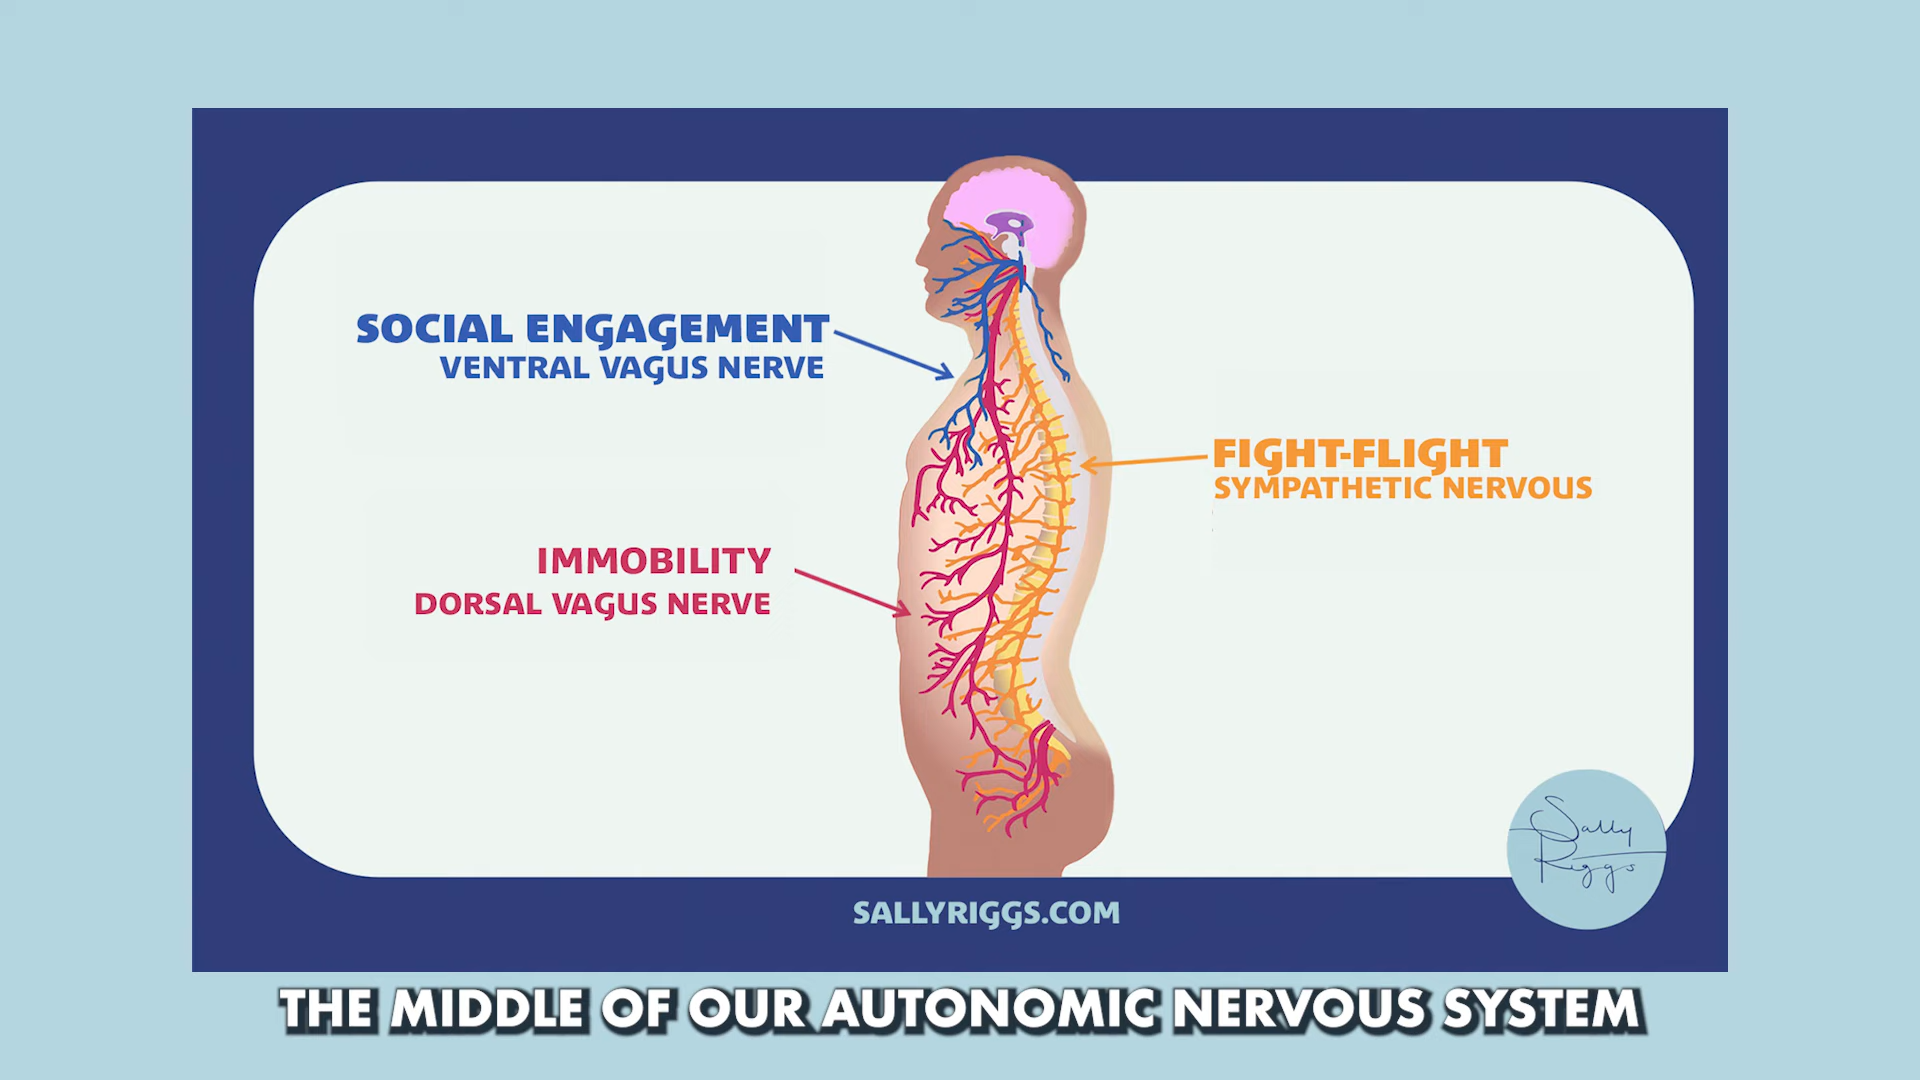 SOCIAL ENGAGEMENT
VENTRAL VAGUS NERVE
FIGHT-FLIGHT
SYMPATHETIC NERVOUS
IMMOBILITY
DORSAL VAGUS NERVE
Sally
Riggs
SALLYRIGGS.COM
THE MIDDLE OF OUR AUTONOMIC NERVOUS SYSTEM